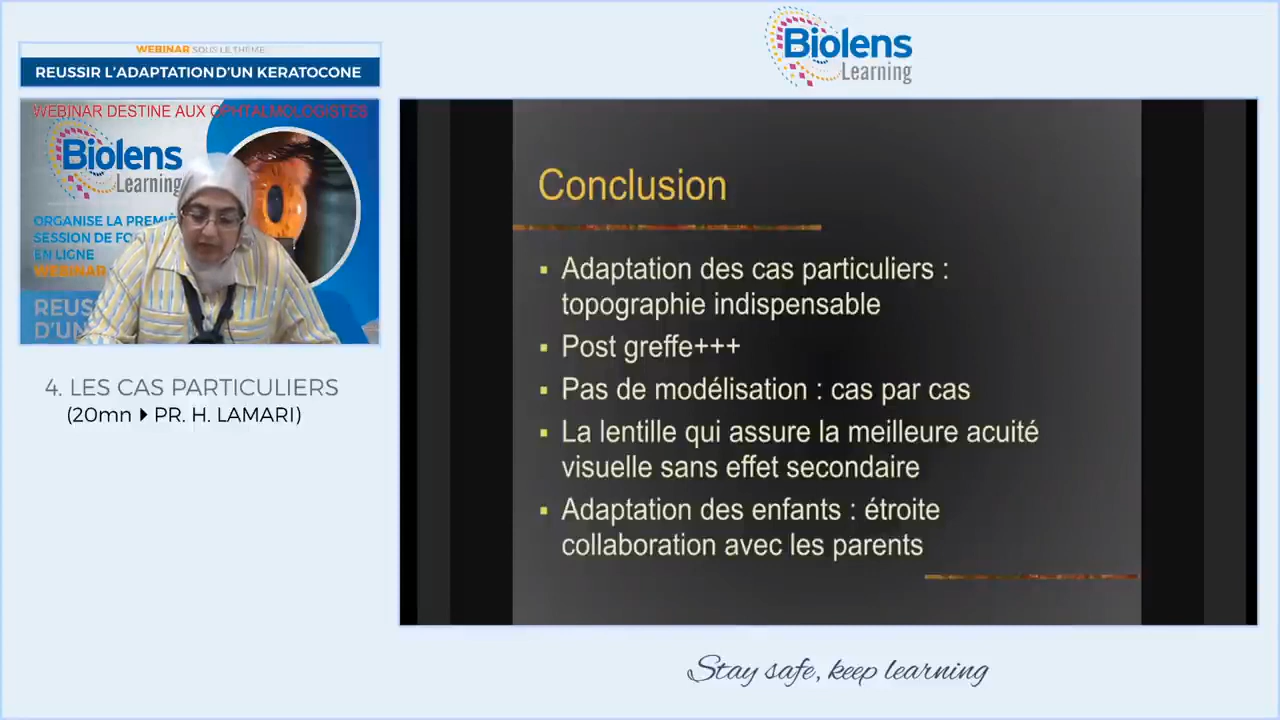 Biolens
Learning
WEBINAR SOUS LE THÈME
REUSSIR L'ADAPTATION D'UN KERATOCONE
WEBINAR DESTINE AUX OPHTALMOLOGISTES
Biolens
Learning
ORGANISE LA PREMIÈ
SESSION DE FO
EN LIGNE
WEBINAR
REUS
D'UN
4. LES CAS PARTICULIERS
(20mn PR. H. LAMARI)
Conclusion
Adaptation des cas particuliers :
topographie indispensable
Post greffe+++
Pas de modélisation : cas par cas
La lentille qui assure la meilleure acuité
visuelle sans effet secondaire
Adaptation des enfants : étroite
collaboration avec les parents
Stay safe, keep learning